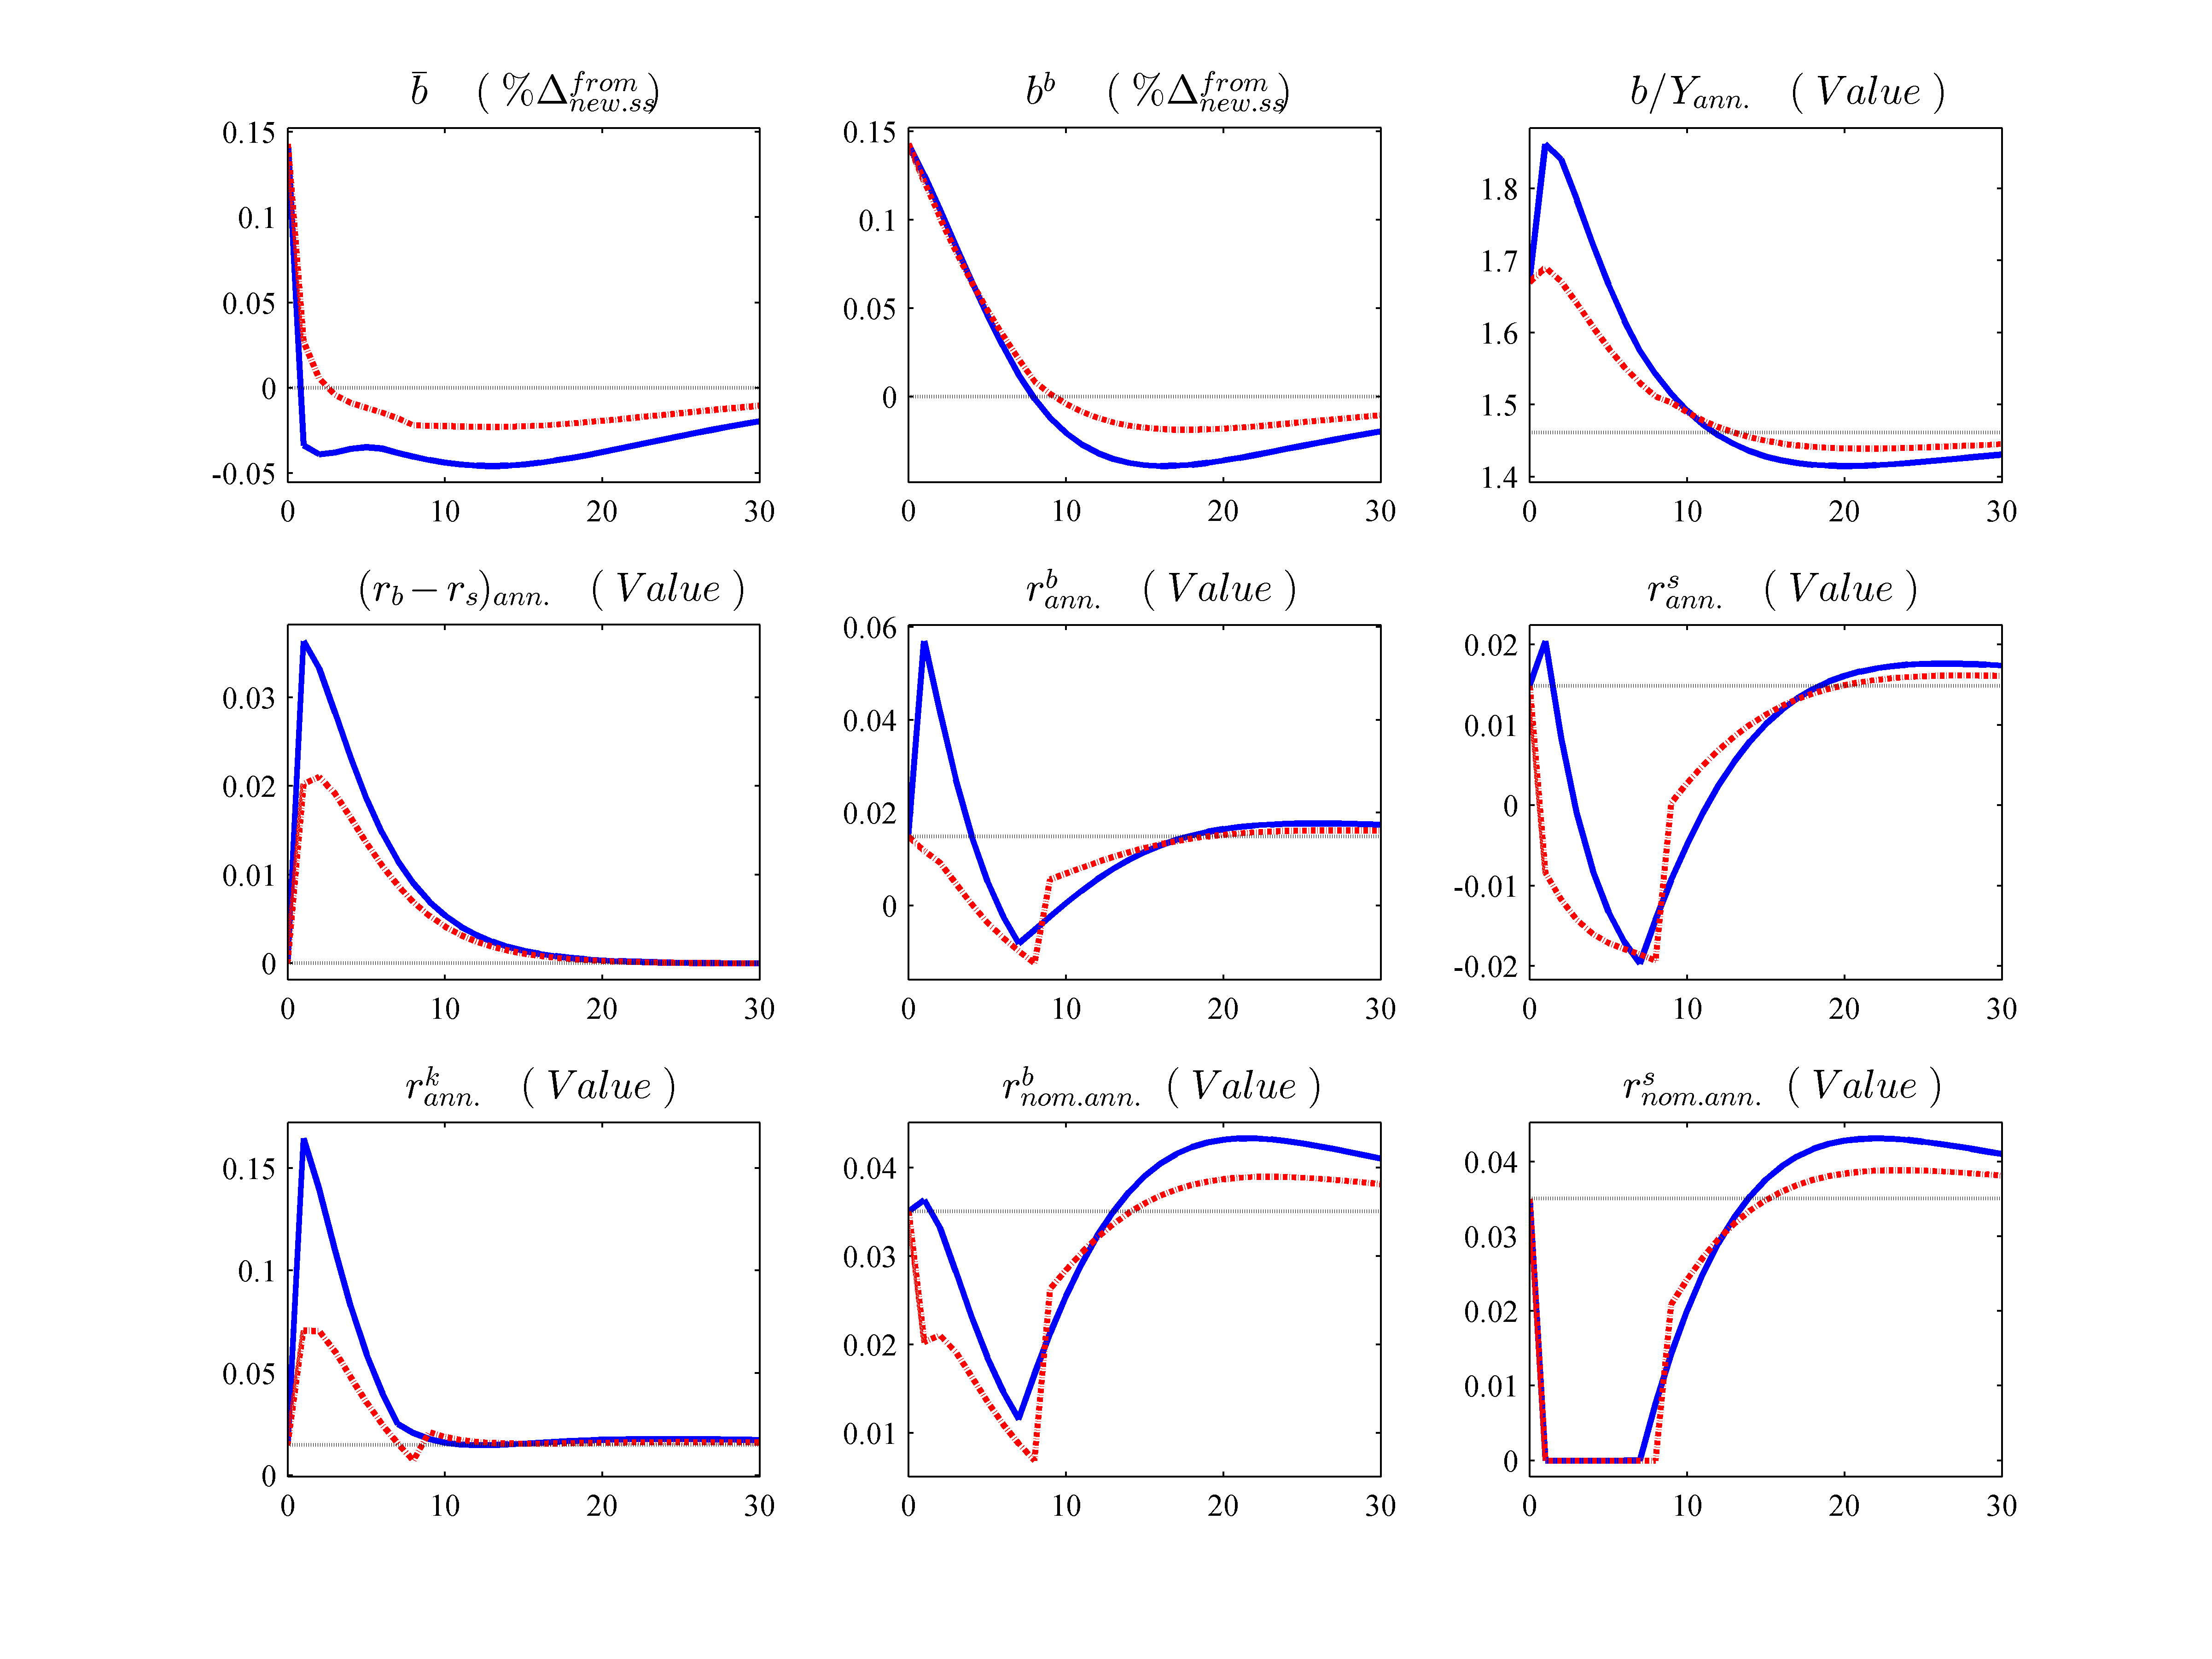 b̄ ( %Δ^{from}_{new.ss})
b^b ( %Δ^{from}_{new.ss})
b/Y_{ann.} ( Value )
0.15
0.1
0.05
0
-0.05
0 10 20 30
0.15
0.1
0.05
0
0 10 20 30
1.8
1.7
1.6
1.5
1.4
0 10 20 30
(r_b − r_s)_{ann.} ( Value )
r^b_{ann.} ( Value )
r^s_{ann.} ( Value )
0.03
0.02
0.01
0
0 10 20 30
0.06
0.04
0.02
0
0 10 20 30
0.02
0.01
0
-0.01
-0.02
0 10 20 30
r^k_{ann.} ( Value )
r^b_{nom.ann.} ( Value )
r^s_{nom.ann.} ( Value )
0.15
0.1
0.05
0
0 10 20 30
0.04
0.03
0.02
0.01
0 10 20 30
0.04
0.03
0.02
0.01
0
0 10 20 30